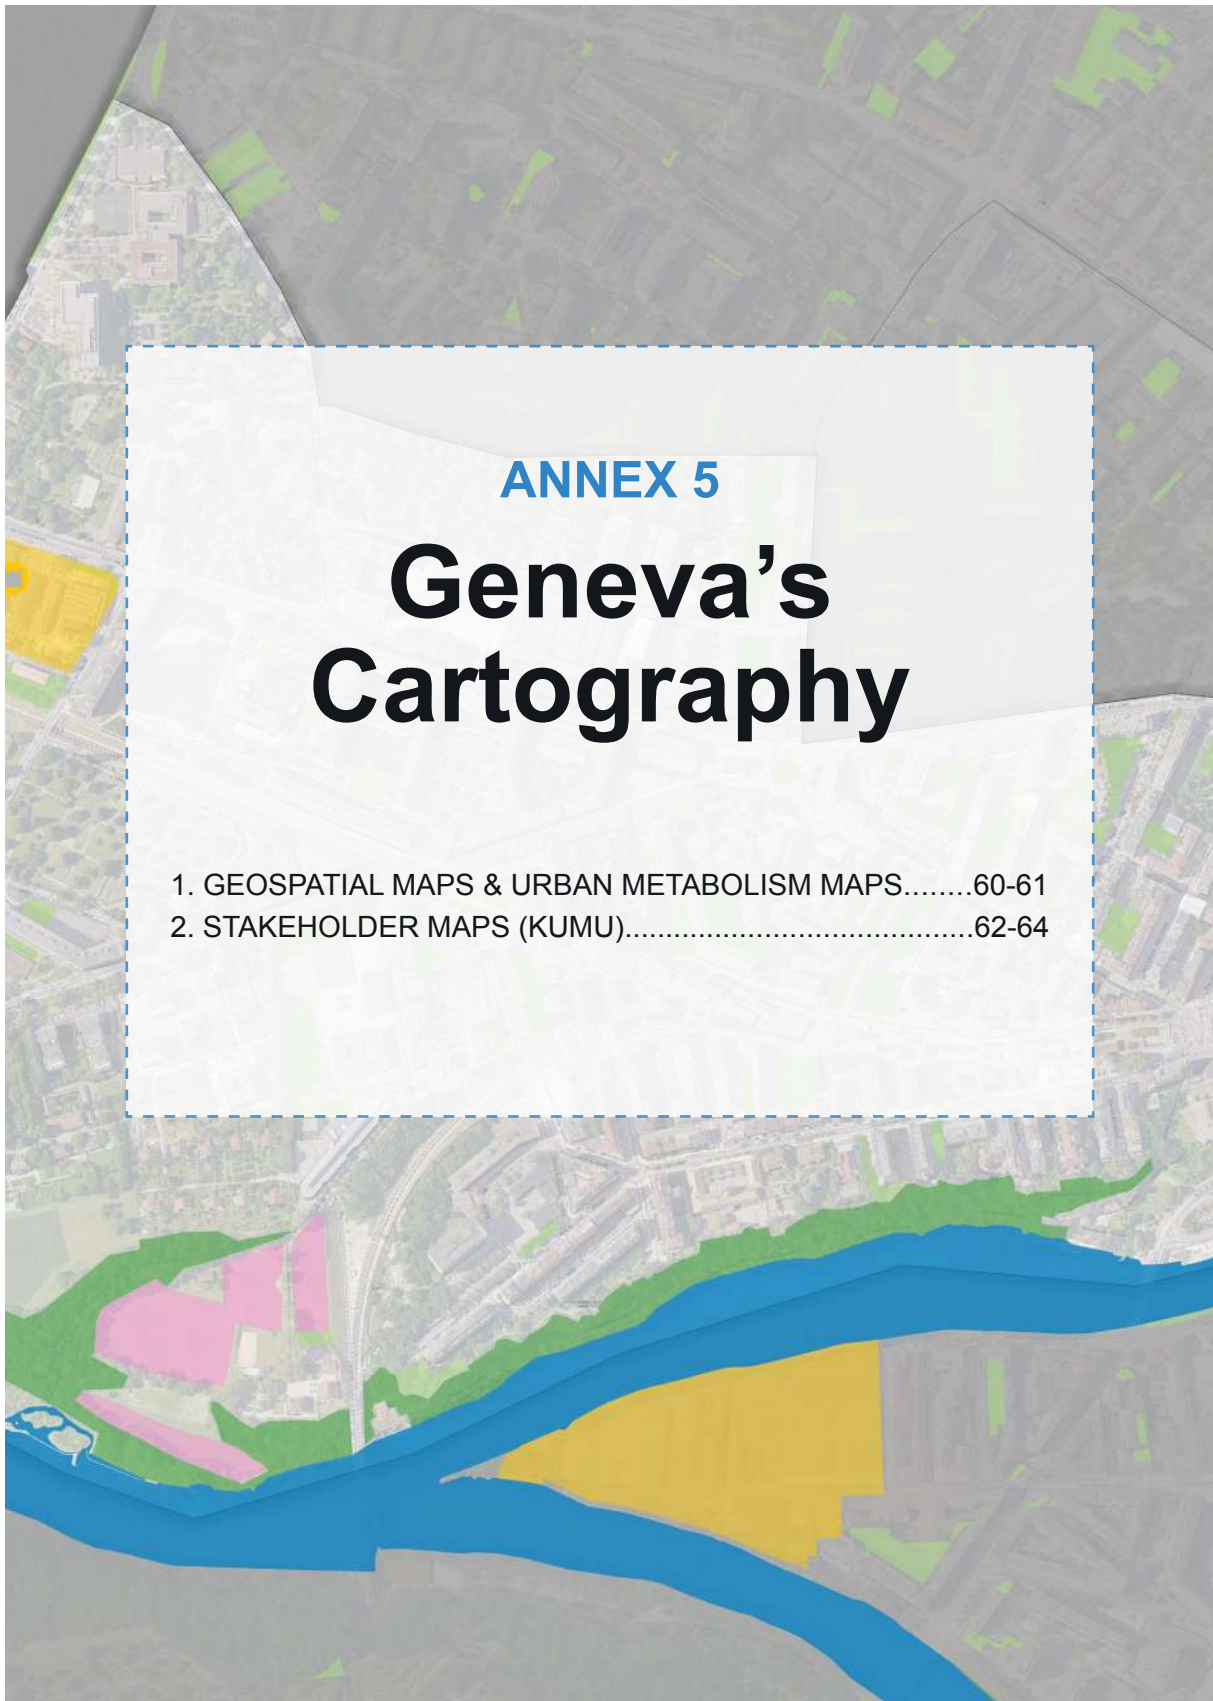 ANNEX 5
Geneva’s
Cartography
1. GEOSPATIAL MAPS & URBAN METABOLISM MAPS........60-61
2. STAKEHOLDER MAPS (KUMU).......................................62-64